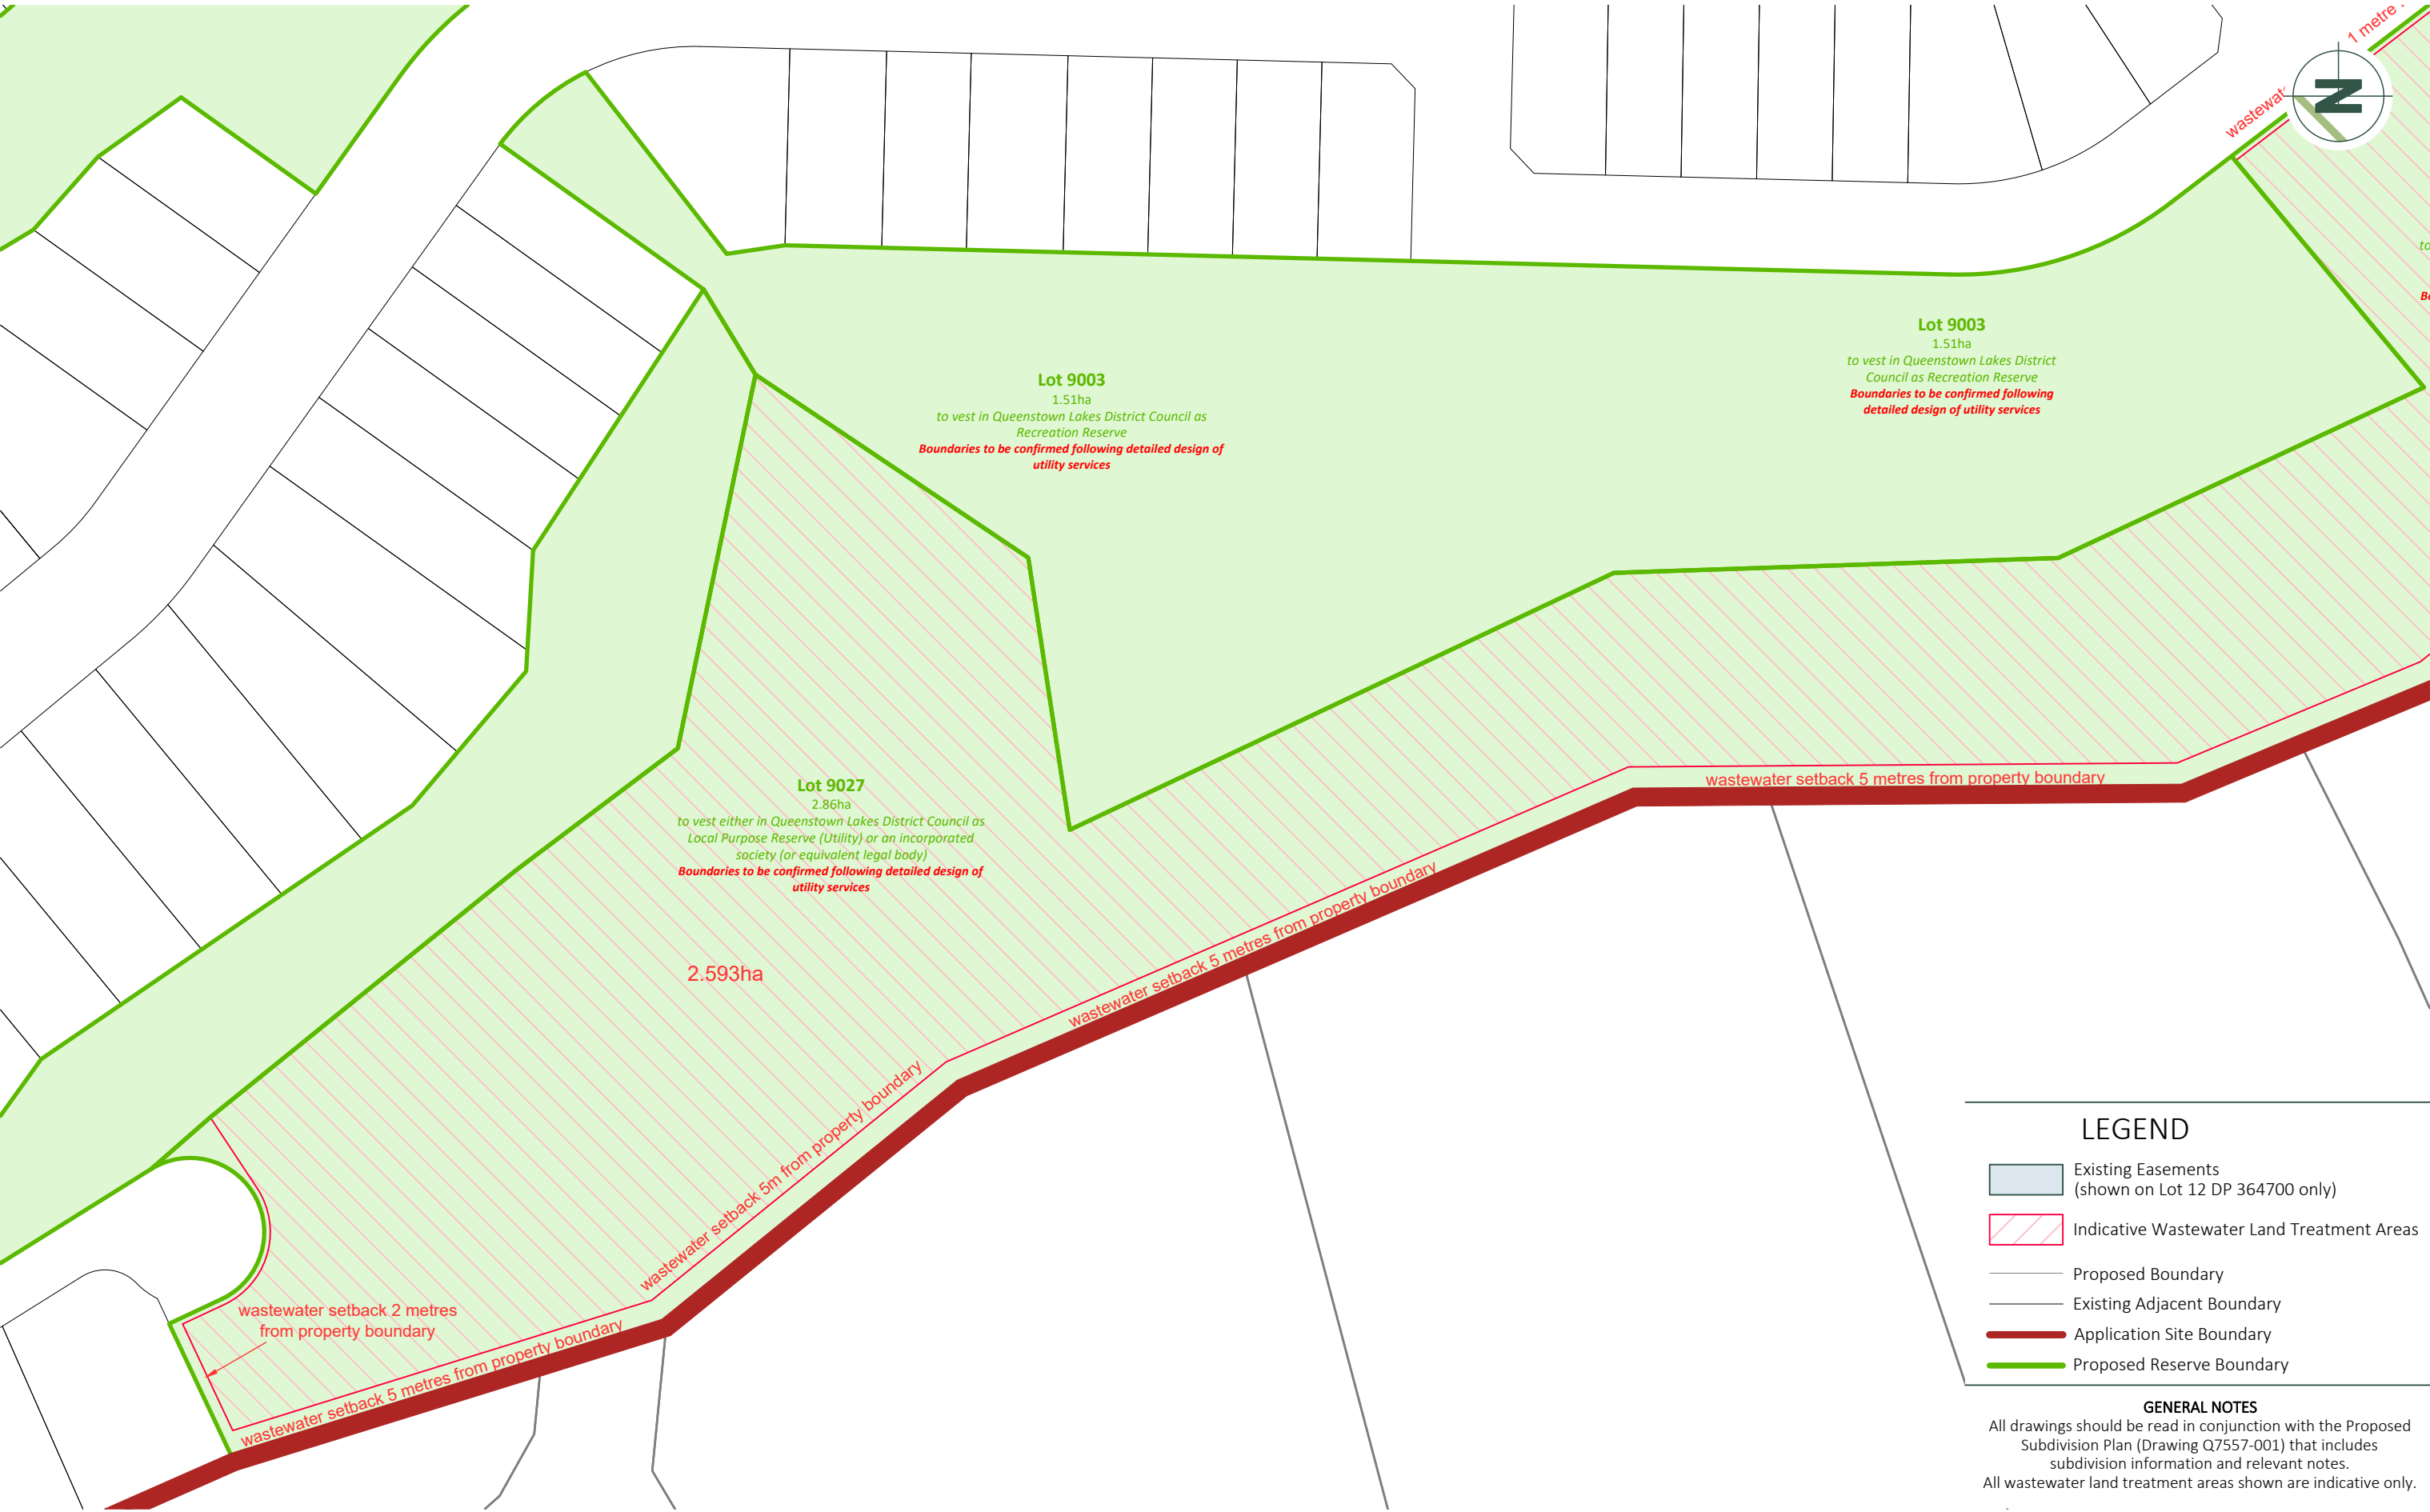 1 metre
N
Lot 9003
1.51ha
to vest in Queenstown Lakes District
Council as Recreation Reserve
Boundaries to be confirmed following
detailed design of utility services
Lot 9003
1.51ha
to vest in Queenstown Lakes District Council as
Recreation Reserve
Boundaries to be confirmed following detailed design of
utility services
Lot 9027
2.86ha
to vest either in Queenstown Lakes District Council as
Local Purpose Reserve (Utility) or an incorporated
society (or equivalent legal body)
Boundaries to be confirmed following detailed design of
utility services
2.593ha
wastewater setback 5 metres from property boundary
wastewater setback 5 metres from property boundary
wastewater setback 5m from property boundary
wastewater setback 2 metres
from property boundary
wastewater setback 5 metres from property boundary
LEGEND
Existing Easements
(shown on Lot 12 DP 364700 only)
Indicative Wastewater Land Treatment Areas
Proposed Boundary
Existing Adjacent Boundary
Application Site Boundary
Proposed Reserve Boundary
GENERAL NOTES
All drawings should be read in conjunction with the Proposed
Subdivision Plan (Drawing Q7557-001) that includes
subdivision information and relevant notes.
All wastewater land treatment areas shown are indicative only.